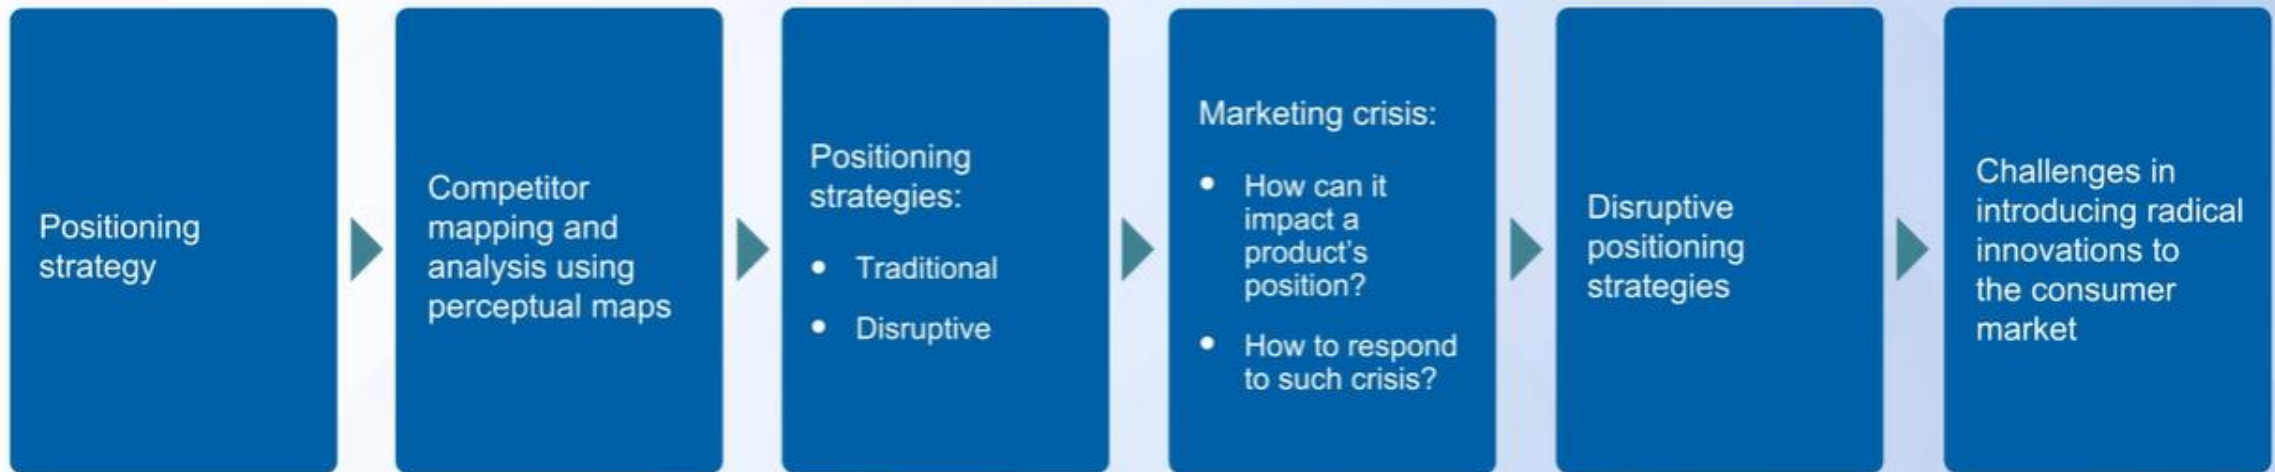 Positioning
strategy
Competitor
mapping and
analysis using
perceptual maps
Positioning
strategies:
• Traditional
• Disruptive
Marketing crisis:
• How can it
impact a
product's
position?
• How to respond
to such crisis?
Disruptive
positioning
strategies
Challenges in
introducing radical
innovations to
the consumer
market